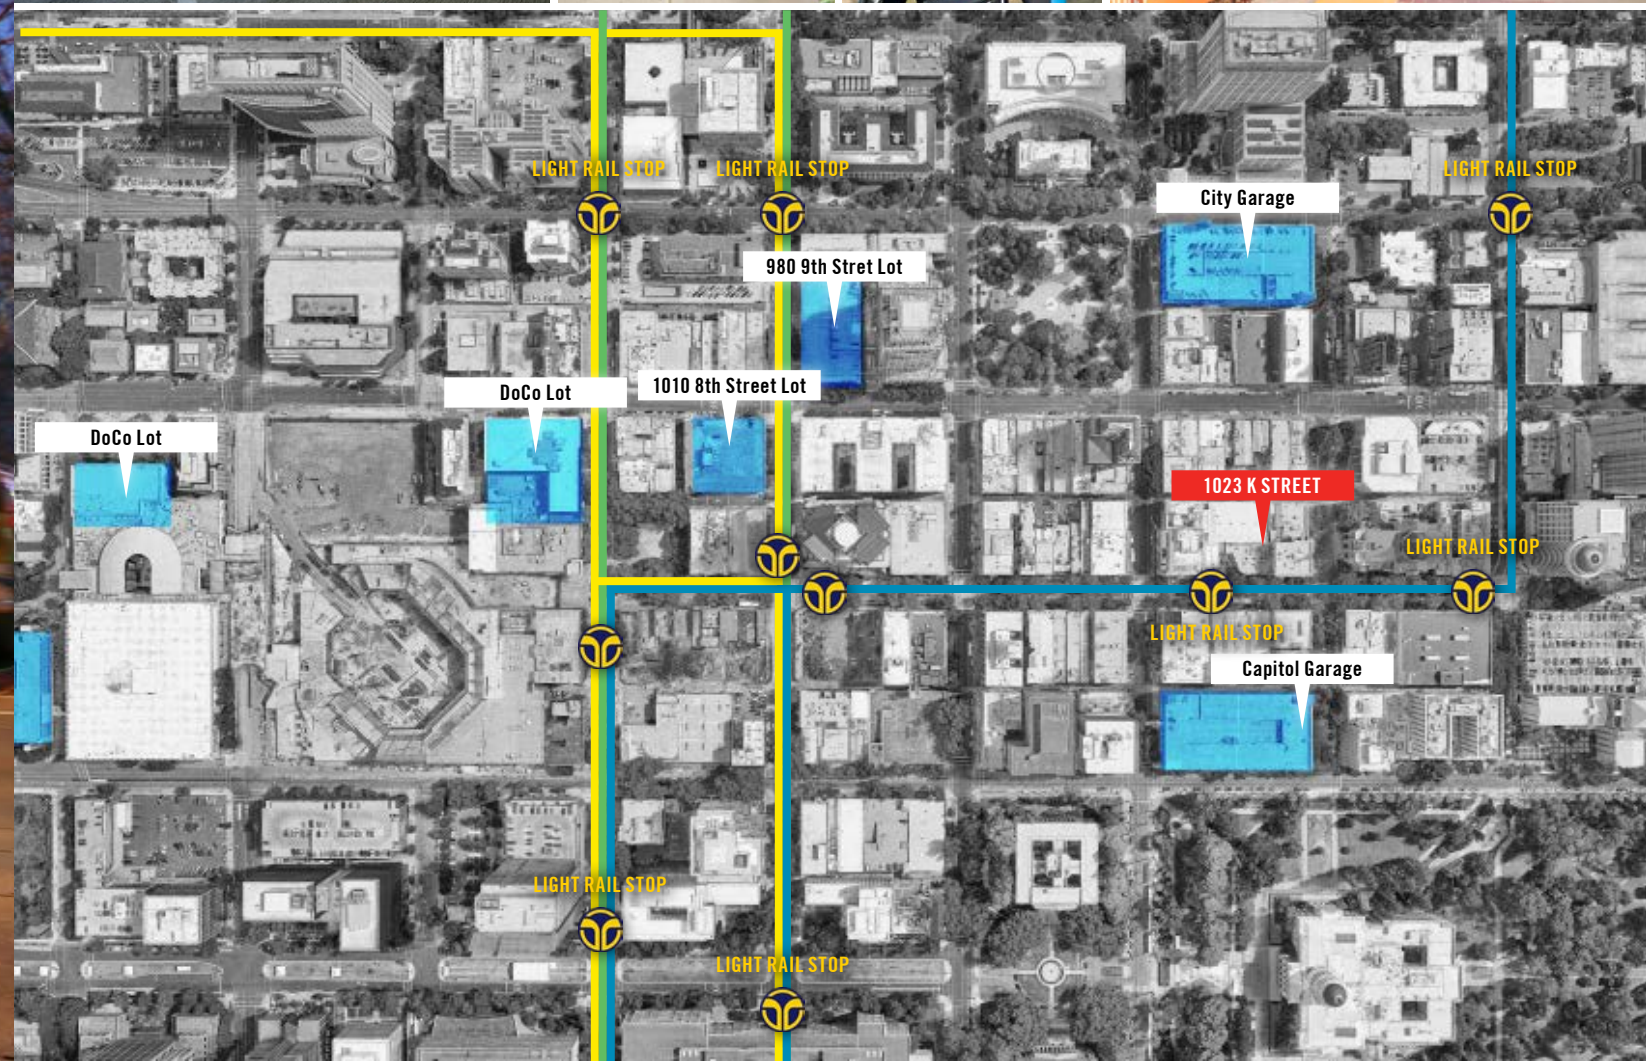 LIGHT RAIL STOP
LIGHT RAIL STOP
LIGHT RAIL STOP
City Garage
980 9th Stret Lot
1010 8th Street Lot
DoCo Lot
DoCo Lot
1023 K STREET
LIGHT RAIL STOP
LIGHT RAIL STOP
Capitol Garage
LIGHT RAIL STOP
LIGHT RAIL STOP